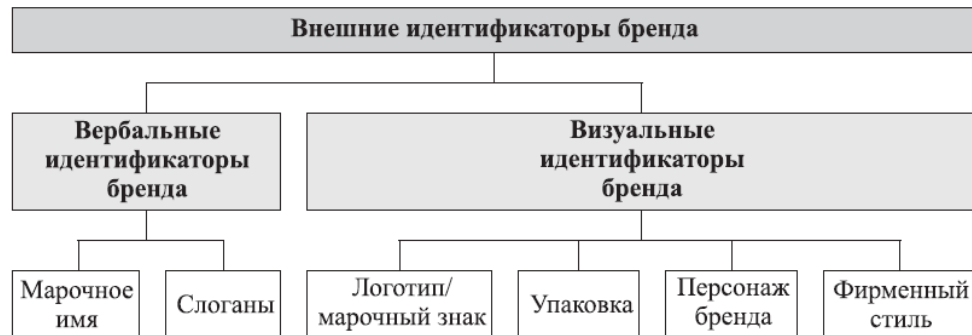 Внешние идентификаторы бренда
Вербальные
идентификаторы
бренда
Визуальные
идентификаторы
бренда
Марочное
имя
Слоганы
Логотип/
марочный знак
Упаковка
Персонаж
бренда
Фирменный
стиль